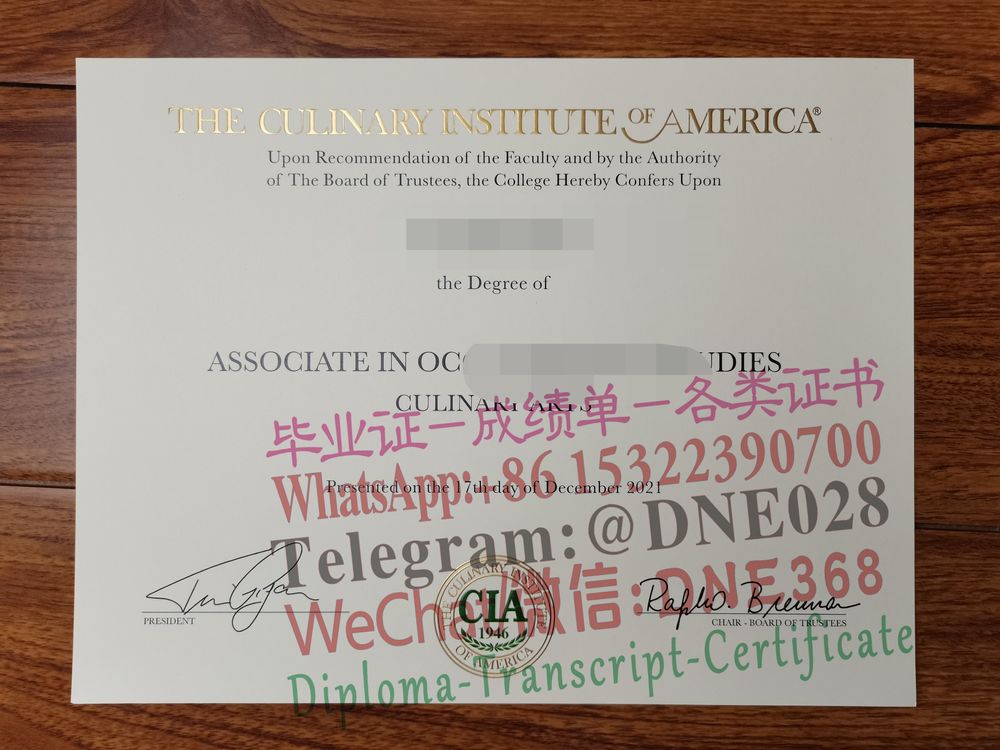 THE CULINARY INSTITUTE OF AMERICA®
Upon Recommendation of the Faculty and by the Authority
of The Board of Trustees, the College Hereby Confers Upon
the Degree of
ASSOCIATE IN OCC UDIES
CULINARY ARTS
毕业证一成绩单一各类证书
WhatsApp:+86 15322390700
Presented on the 17th day of December 2021
Telegram:@DNE028
WeChat微信:DNE368
THE CULINARY INSTITUTE
CIA
1946
OF AMERICA
PRESIDENT
CHAIR - BOARD OF TRUSTEES
Diploma-Transcript-Certificate